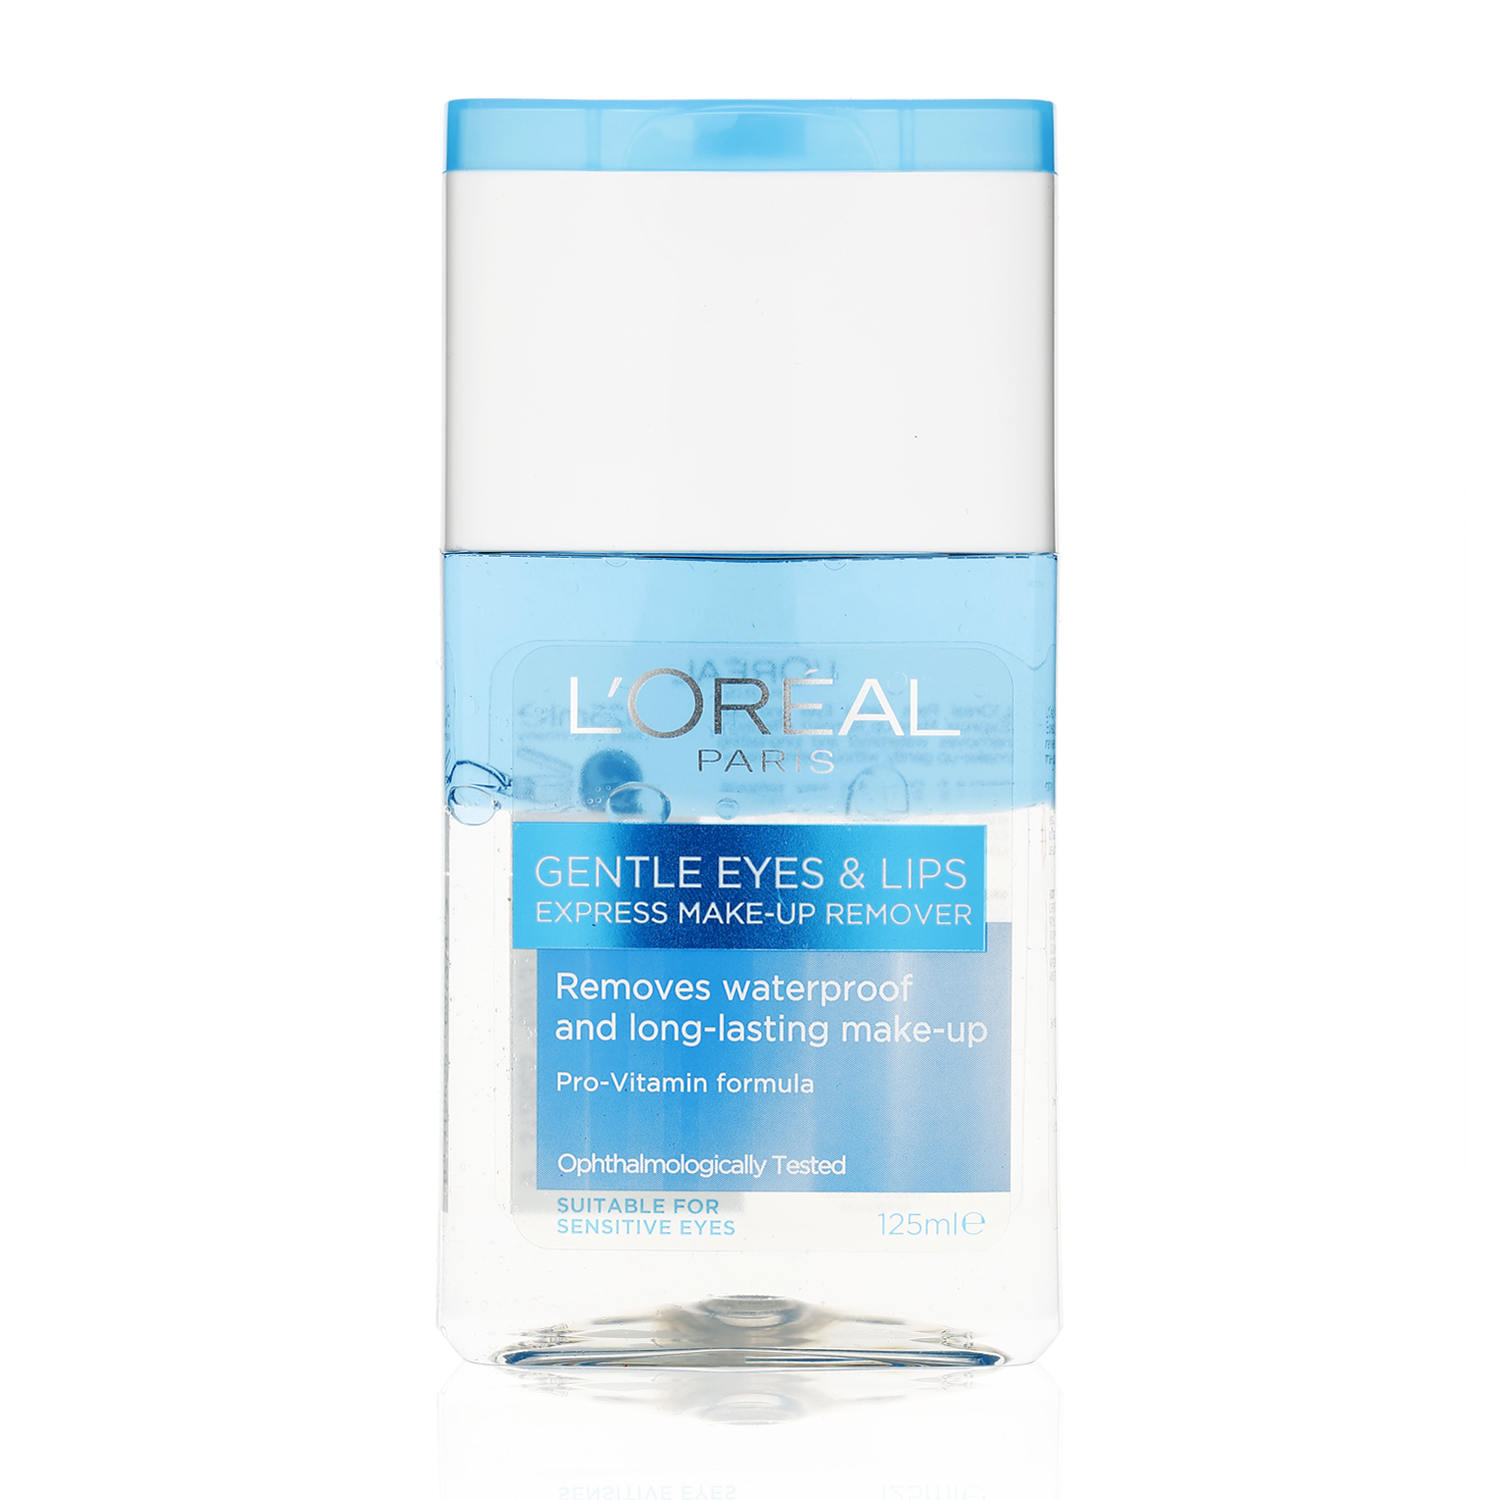 L'ORÉAL
PARIS
GENTLE EYES & LIPS
EXPRESS MAKE-UP REMOVER
Removes waterproof
and long-lasting make-up
Pro-Vitamin formula
Ophthalmologically Tested
SUITABLE FOR
SENSITIVE EYES
125ml℮